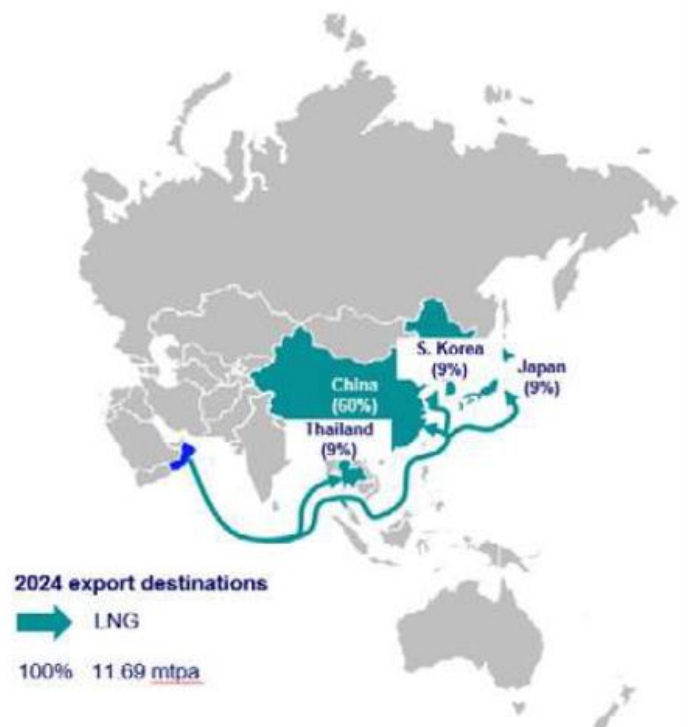 S. Korea
(9%)
Japan
(9%)
China
(60%)
Thailand
(9%)
2024 export destinations
LNG
100% 11.69 mtpa